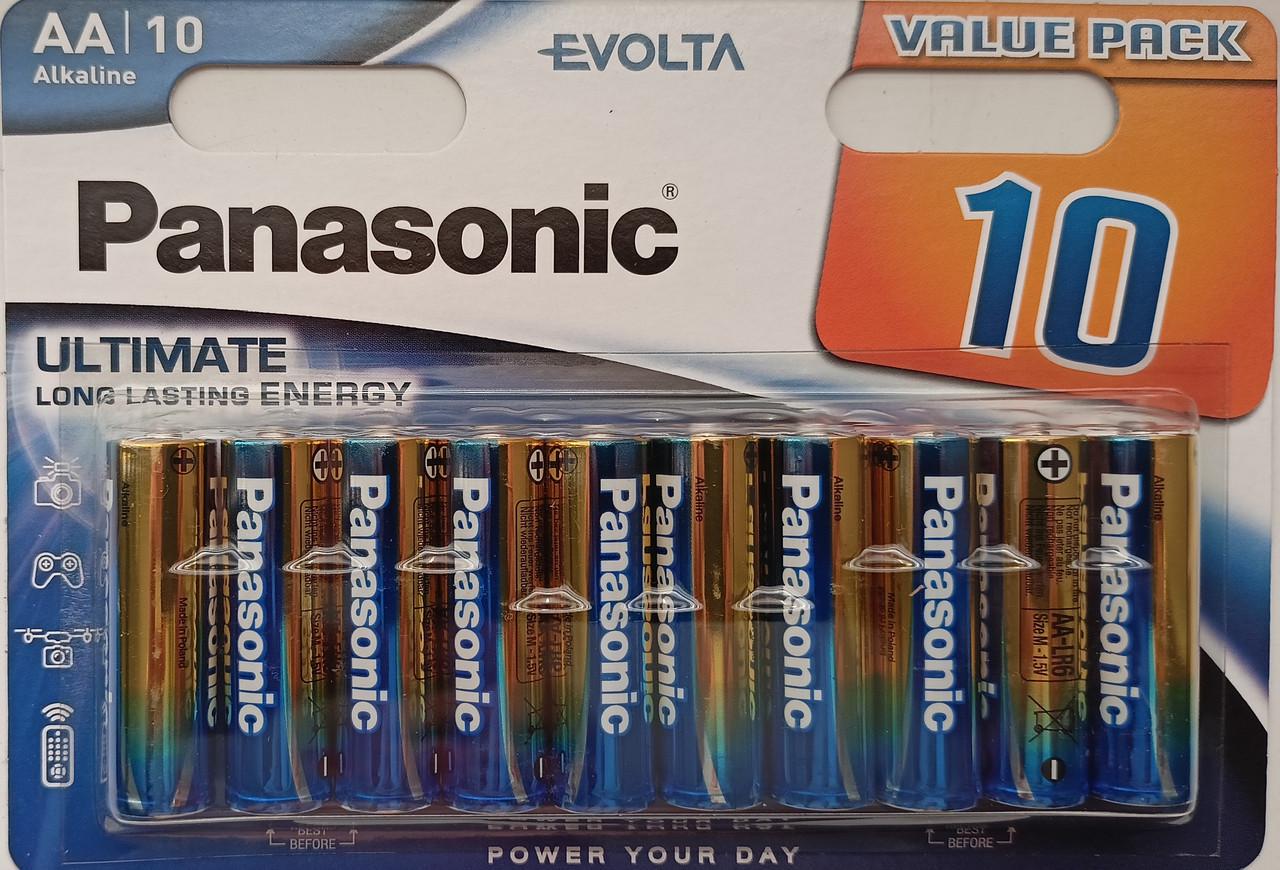 AA | 10
Alkaline
EVOLTA
VALUE PACK
10
Panasonic®
ULTIMATE
LONG LASTING ENERGY
Panasonic
Panasonic
Panasonic
Panasonic
Panasonic
Panasonic
Panasonic
Panasonic
Alkaline
Alkaline
Alkaline
Alkaline
Made in Poland
Made in Poland
AA-LR6
Size M - 1.5V
BEST
BEFORE
BEST
BEFORE
POWER YOUR DAY